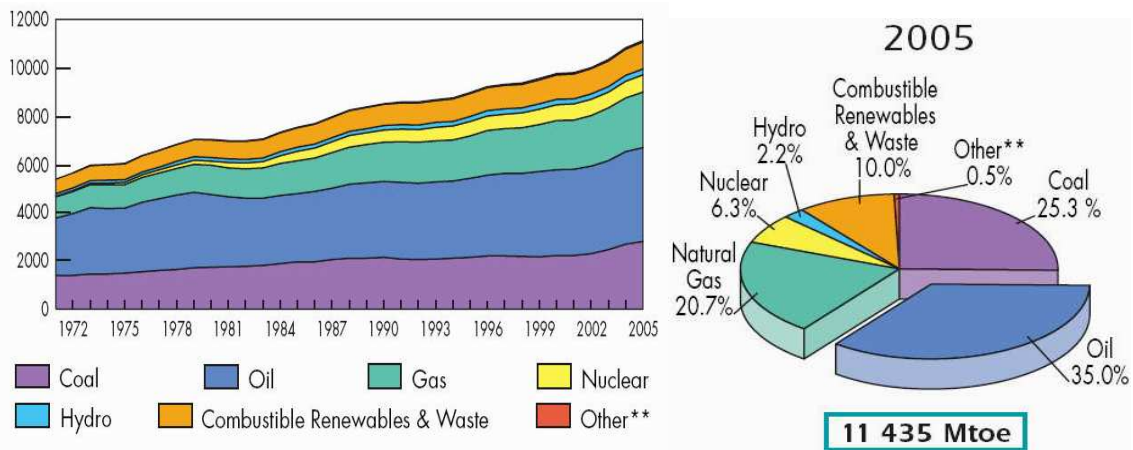 12000
10000
8000
6000
4000
2000
0
1972 1975 1978 1981 1984 1987 1990 1993 1996 1999 2002 2005
Coal Oil Gas Nuclear
Hydro Combustible Renewables & Waste Other**
2005
Combustible
Renewables
& Waste
10.0%
Hydro
2.2%
Other**
0.5%
Nuclear
6.3%
Coal
25.3 %
Natural
Gas
20.7%
Oil
35.0%
11 435 Mtoe